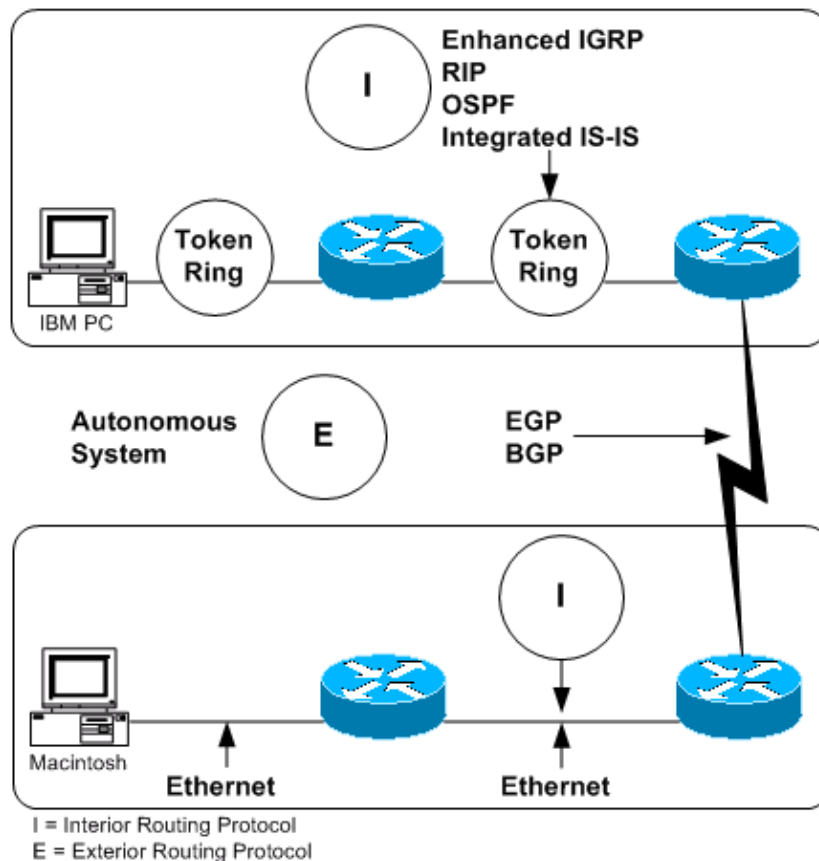 I
Enhanced IGRP
RIP
OSPF
Integrated IS-IS
Token
Ring
Token
Ring
IBM PC
Autonomous
System
E
EGP
BGP
I
Macintosh
Ethernet
Ethernet
I = Interior Routing Protocol
E = Exterior Routing Protocol